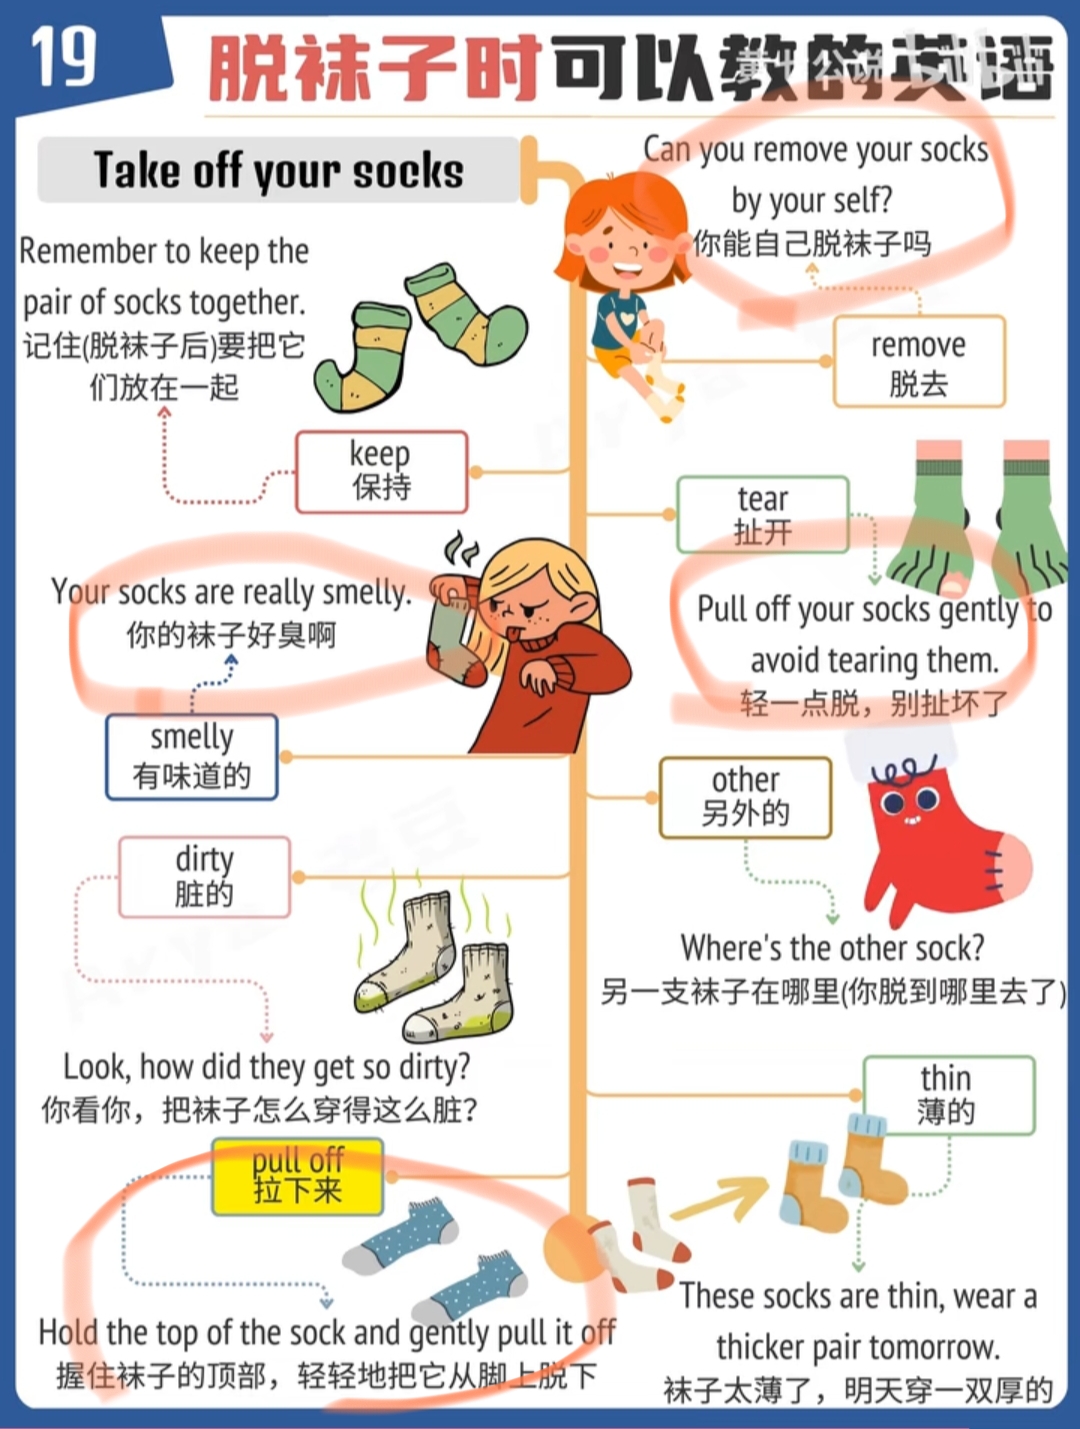 19
脱袜子时可以教的英语
Take off your socks
Can you remove your socks
by your self?
你能自己脱袜子吗
remove
脱去
Remember to keep the
pair of socks together.
记住(脱袜子后)要把它
们放在一起
keep
保持
tear
扯开
Pull off your socks gently to
avoid tearing them.
轻一点脱，别扯坏了
Your socks are really smelly.
你的袜子好臭啊
smelly
有味道的
other
另外的
Where's the other sock?
另一支袜子在哪里(你脱到哪里去了)
dirty
脏的
Look, how did they get so dirty?
你看你，把袜子怎么穿得这么脏?
thin
薄的
These socks are thin, wear a
thicker pair tomorrow.
袜子太薄了，明天穿一双厚的
pull off
拉下来
Hold the top of the sock and gently pull it off
握住袜子的顶部，轻轻地把它从脚上脱下